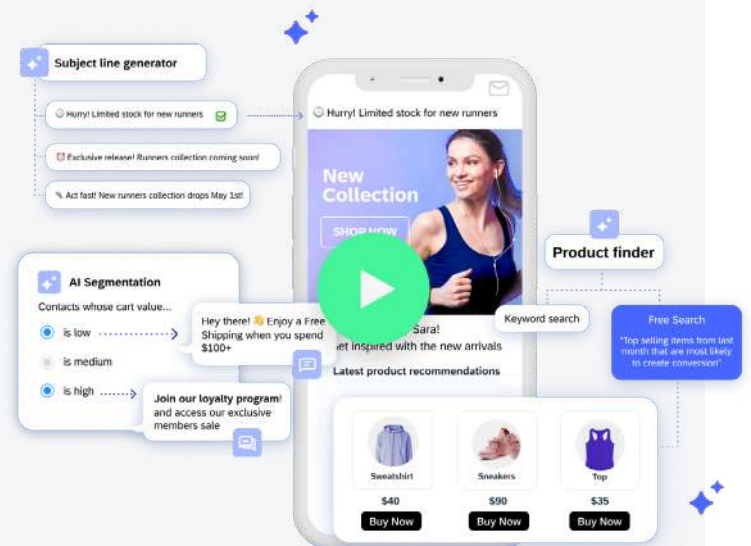 Subject line generator
Hurry! Limited stock for new runners
Exclusive release! Runners collection coming soon!
Act fast! New runners collection drops May 1st!
Hurry! Limited stock for new runners
New
Collection
SHOP NOW
Sara!
et inspired with the new arrivals
Latest product recommendations
AI Segmentation
Contacts whose cart value...
is low
is medium
is high
Hey there! 👋 Enjoy a Free
Shipping when you spend
$100+
Join our loyalty program!
and access our exclusive
members sale
Product finder
Keyword search
Free Search
"Top selling items from last
month that are most likely
to create conversion"
Sweatshirt
$40
Buy Now
Sneakers
$90
Buy Now
Top
$35
Buy Now